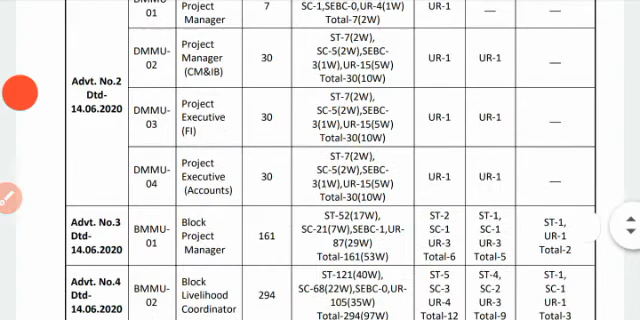 01
Project
Manager
7
SC-1,SEBC-0,UR-4(1W)
Total-7(2W)
UR-1
—
—
Advt. No.2
Dtd-
14.06.2020
DMMU-
02
Project
Manager
(CM&IB)
30
ST-7(2W),
SC-5(2W),SEBC-
3(1W),UR-15(5W)
Total-30(10W)
UR-1
UR-1
—
DMMU-
03
Project
Executive
(FI)
30
ST-7(2W),
SC-5(2W),SEBC-
3(1W),UR-15(5W)
Total-30(10W)
UR-1
UR-1
—
DMMU-
04
Project
Executive
(Accounts)
30
ST-7(2W),
SC-5(2W),SEBC-
3(1W),UR-15(5W)
Total-30(10W)
UR-1
UR-1
—
Advt. No.3
Dtd-
14.06.2020
BMMU-
01
Block
Project
Manager
161
ST-52(17W),
SC-21(7W),SEBC-1,UR-
87(29W)
Total-161(53W)
ST-2
SC-1
UR-3
Total-6
ST-1,
SC-1
UR-3
Total-5
ST-1,
UR-1
Total-2
Advt. No.4
Dtd-
14.06.2020
BMMU-
02
Block
Livelihood
Coordinator
294
ST-121(40W),
SC-68(22W),SEBC-0,UR-
105(35W)
Total-294(97W)
ST-5
SC-3
UR-4
Total-12
ST-4,
SC-2
UR-3
Total-9
ST-1,
SC-1
UR-1
Total-3